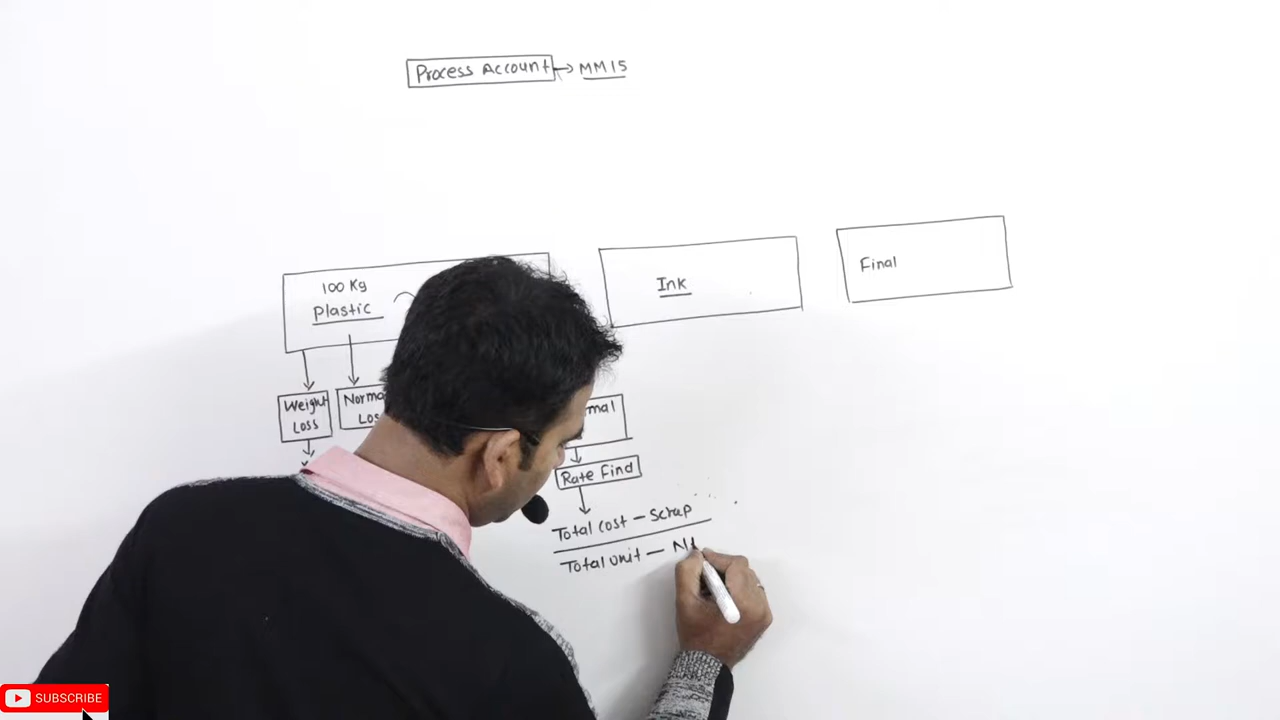 Process Account → MM15
100 Kg
Plastic
Ink
Final
Weight
Loss
Rate Find
Total cost – Scrap
Total unit –
SUBSCRIBE